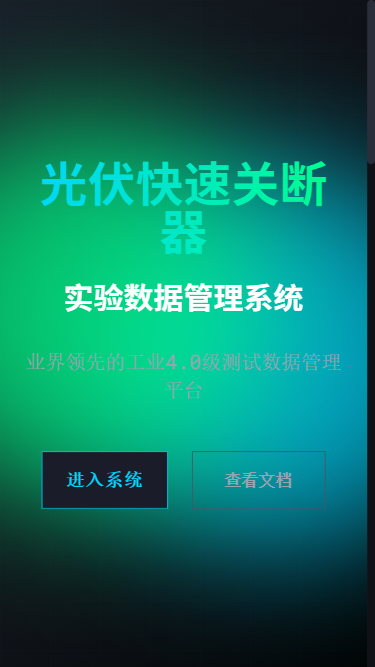 光伏快速关断
器
实验数据管理系统
业界领先的工业4.0级测试数据管理
平台
进入系统
查看文档